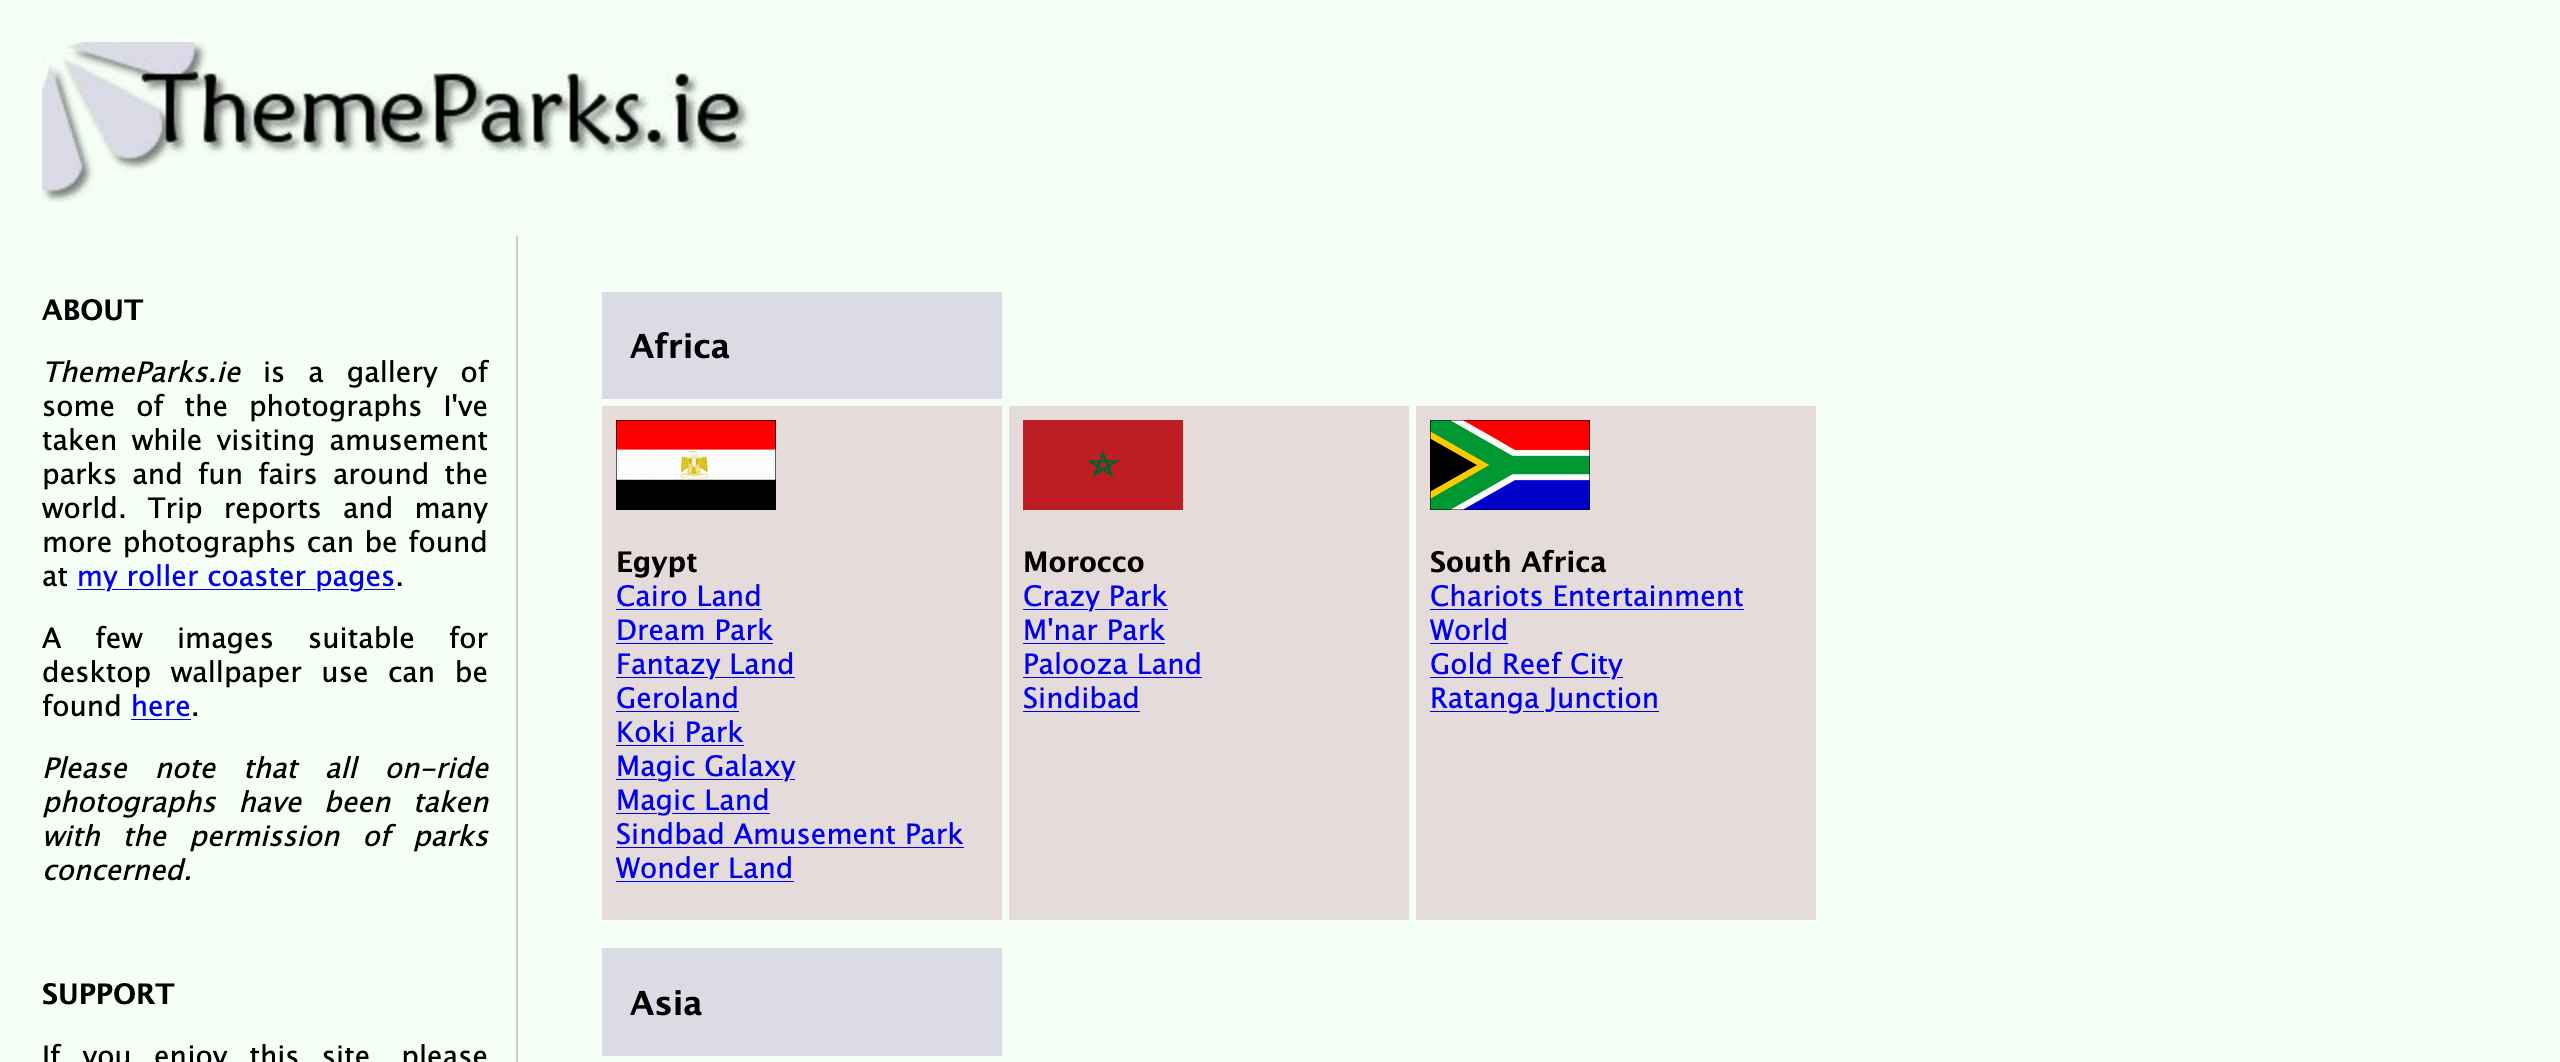 ThemeParks.ie
ABOUT
ThemeParks.ie is a gallery of
some of the photographs I've
taken while visiting amusement
parks and fun fairs around the
world. Trip reports and many
more photographs can be found
at my roller coaster pages.
A few images suitable for
desktop wallpaper use can be
found here.
Please note that all on-ride
photographs have been taken
with the permission of parks
concerned.
SUPPORT
If you enjoy this site, please
Africa
Egypt
Cairo Land
Dream Park
Fantazy Land
Geroland
Koki Park
Magic Galaxy
Magic Land
Sindbad Amusement Park
Wonder Land
Morocco
Crazy Park
M'nar Park
Palooza Land
Sindibad
South Africa
Chariots Entertainment
World
Gold Reef City
Ratanga Junction
Asia